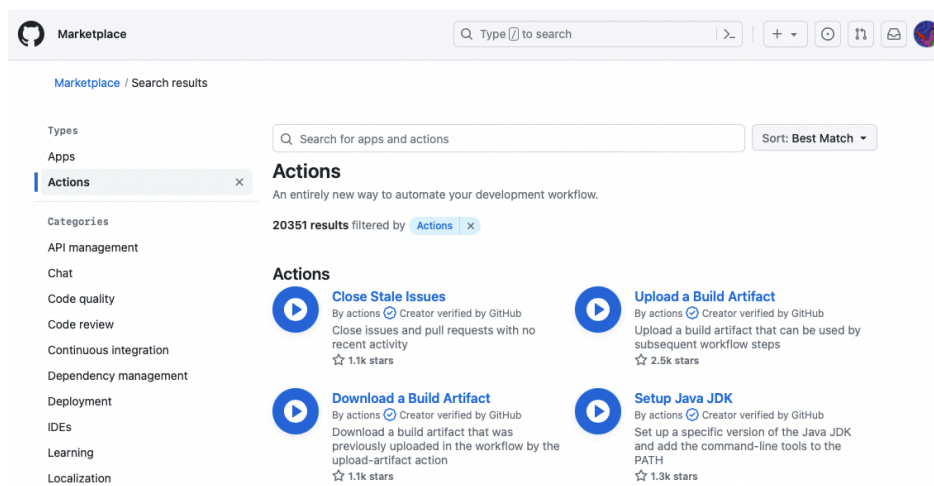 Marketplace
Type / to search
Marketplace / Search results
Types
Apps
Actions
Categories
API management
Chat
Code quality
Code review
Continuous integration
Dependency management
Deployment
IDEs
Learning
Localization
Search for apps and actions
Sort: Best Match
Actions
An entirely new way to automate your development workflow.
20351 results filtered by Actions
Actions
Close Stale Issues
By actions Creator verified by GitHub
Close issues and pull requests with no
recent activity
1.1k stars
Upload a Build Artifact
By actions Creator verified by GitHub
Upload a build artifact that can be used by
subsequent workflow steps
2.5k stars
Download a Build Artifact
By actions Creator verified by GitHub
Download a build artifact that was
previously uploaded in the workflow by the
upload-artifact action
1.1k stars
Setup Java JDK
By actions Creator verified by GitHub
Set up a specific version of the Java JDK
and add the command-line tools to the
PATH
1.3k stars